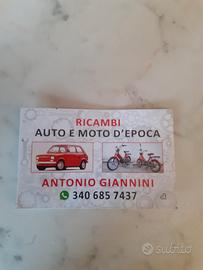 RICAMBI
AUTO E MOTO D'EPOCA
ANTONIO GIANNINI
340 685 7437
subito